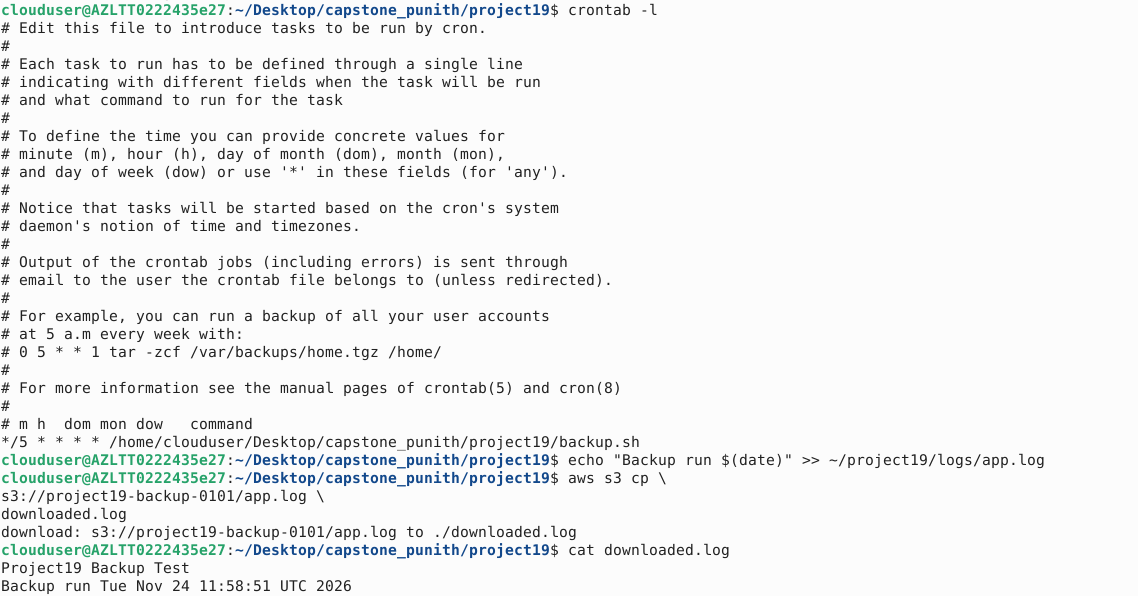 clouduser@AZLTT0222435e27:~/Desktop/capstone_punith/project19$ crontab -l
# Edit this file to introduce tasks to be run by cron.
#
# Each task to run has to be defined through a single line
# indicating with different fields when the task will be run
# and what command to run for the task
#
# To define the time you can provide concrete values for
# minute (m), hour (h), day of month (dom), month (mon),
# and day of week (dow) or use '*' in these fields (for 'any').
#
# Notice that tasks will be started based on the cron's system
# daemon's notion of time and timezones.
#
# Output of the crontab jobs (including errors) is sent through
# email to the user the crontab file belongs to (unless redirected).
#
# For example, you can run a backup of all your user accounts
# at 5 a.m every week with:
# 0 5 * * 1 tar -zcf /var/backups/home.tgz /home/
#
# For more information see the manual pages of crontab(5) and cron(8)
#
# m h  dom mon dow   command
*/5 * * * * /home/clouduser/Desktop/capstone_punith/project19/backup.sh
clouduser@AZLTT0222435e27:~/Desktop/capstone_punith/project19$ echo "Backup run $(date)" >> ~/project19/logs/app.log
clouduser@AZLTT0222435e27:~/Desktop/capstone_punith/project19$ aws s3 cp \
s3://project19-backup-0101/app.log \
downloaded.log
download: s3://project19-backup-0101/app.log to ./downloaded.log
clouduser@AZLTT0222435e27:~/Desktop/capstone_punith/project19$ cat downloaded.log
Project19 Backup Test
Backup run Tue Nov 24 11:58:51 UTC 2026